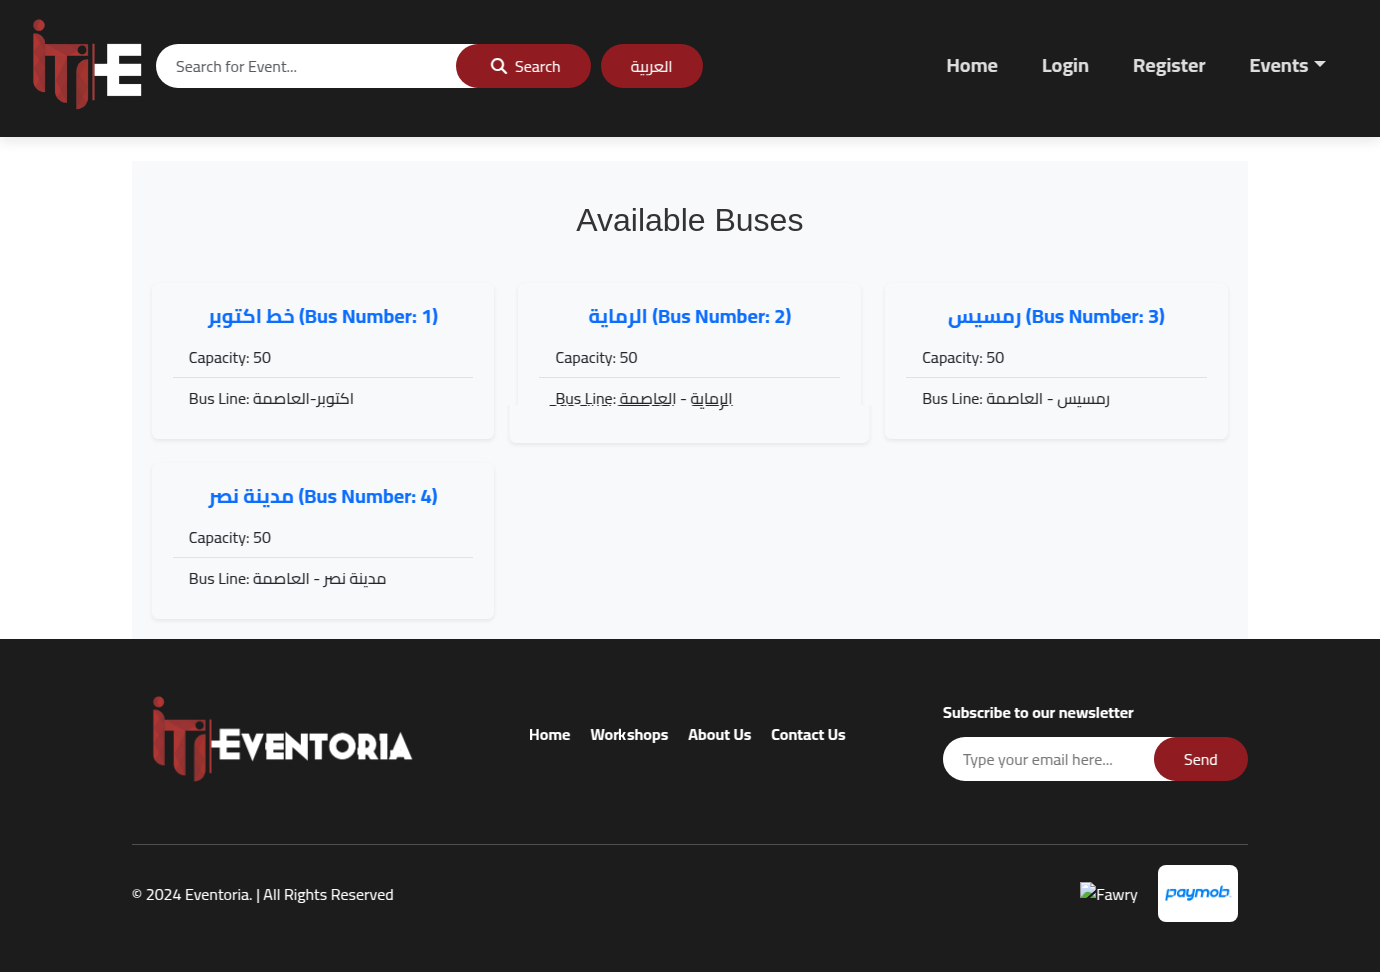 iTi-E
Search for Event...
Search
العربية
Home
Login
Register
Events
Available Buses
خط اكتوبر (Bus Number: 1)
Capacity: 50
Bus Line: اكتوبر-العاصمة
الرماية (Bus Number: 2)
Capacity: 50
Bus Line: الرماية - العاصمة
رمسيس (Bus Number: 3)
Capacity: 50
Bus Line: رمسيس - العاصمة
مدينة نصر (Bus Number: 4)
Capacity: 50
Bus Line: مدينة نصر - العاصمة
iTi-EVENTORIA
Home
Workshops
About Us
Contact Us
Subscribe to our newsletter
Type your email here...
Send
© 2024 Eventoria. | All Rights Reserved
Fawry
paymob